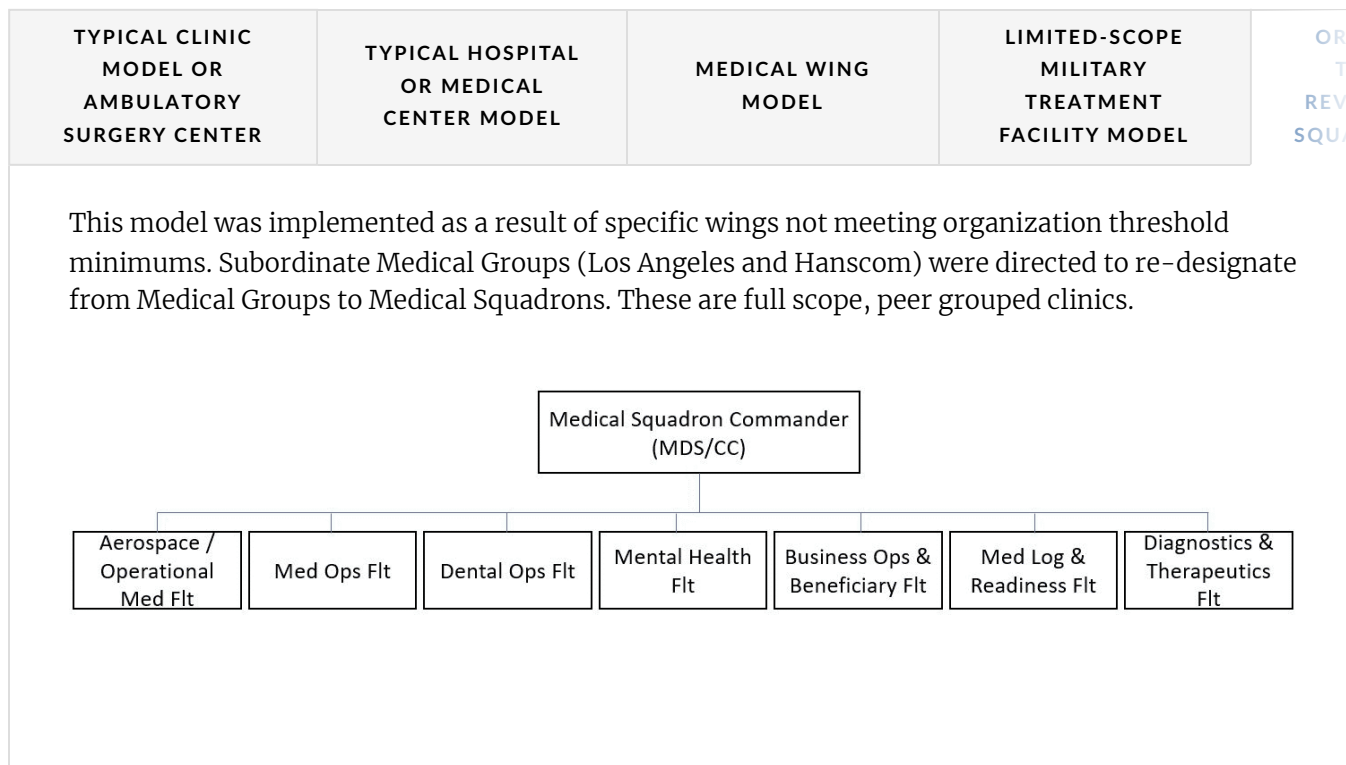 TYPICAL CLINIC
MODEL OR
AMBULATORY
SURGERY CENTER
TYPICAL HOSPITAL
OR MEDICAL
CENTER MODEL
MEDICAL WING
MODEL
LIMITED-SCOPE
MILITARY
TREATMENT
FACILITY MODEL
This model was implemented as a result of specific wings not meeting organization threshold
minimums. Subordinate Medical Groups (Los Angeles and Hanscom) were directed to re-designate
from Medical Groups to Medical Squadrons. These are full scope, peer grouped clinics.
Medical Squadron Commander
(MDS/CC)
Aerospace /
Operational
Med Flt
Med Ops Flt
Dental Ops Flt
Mental Health
Flt
Business Ops &
Beneficiary Flt
Med Log &
Readiness Flt
Diagnostics &
Therapeutics
Flt